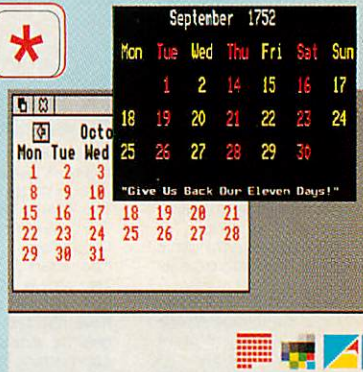 *
September 1752
Mon Tue Wed Thu Fri Sat Sun
1 2 14 15 16 17
18 19 20 21 22 23 24
25 26 27 28 29 30
"Give Us Back Our Eleven Days!"
Octo
Mon Tue Wed
1 2 3
8 9 10
15 16 17 18 19 20 21
22 23 24 25 26 27 28
29 30 31